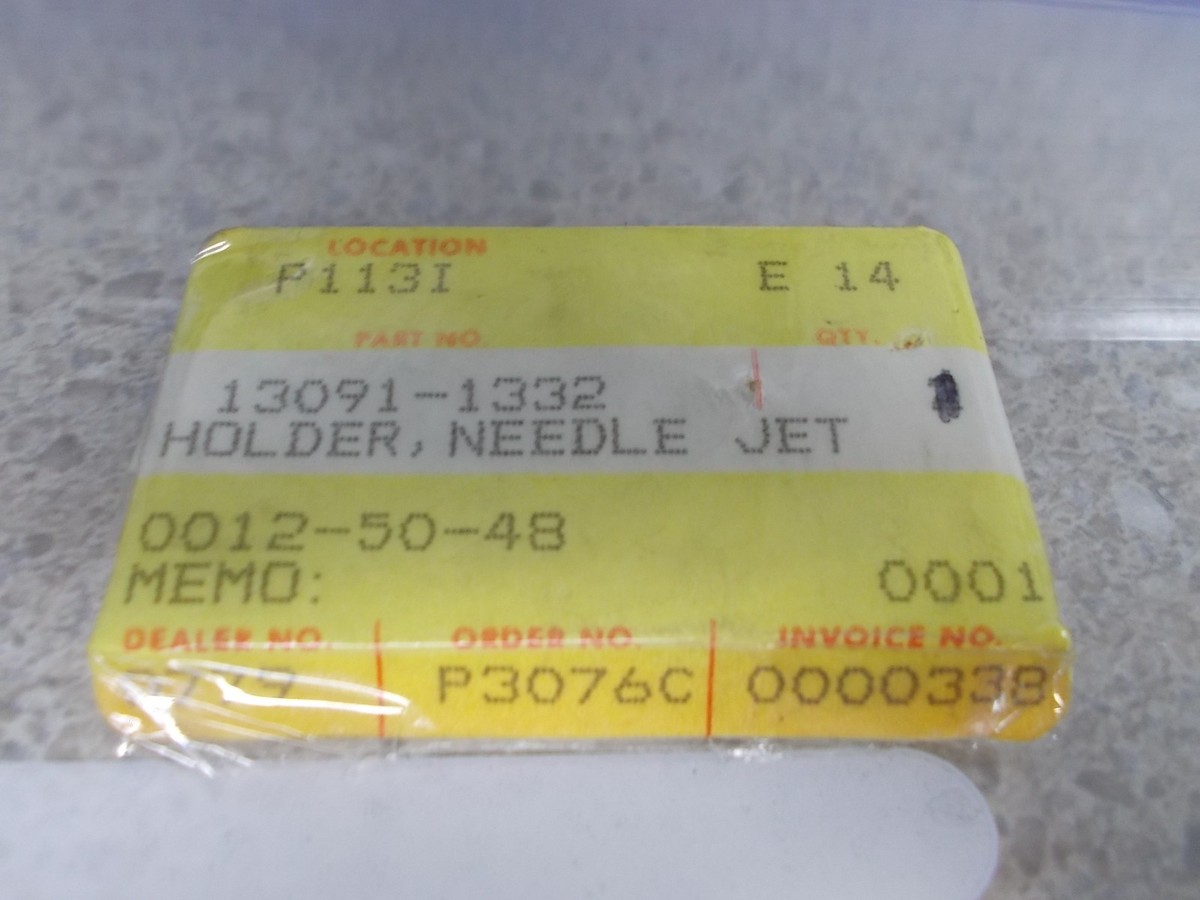 LOCATION
P113I E 14
PART NO. QTY.
13091-1332 1
HOLDER, NEEDLE JET
0012-50-48
MEMO: 0001
DEALER NO. ORDER NO. INVOICE NO.
P3076C 0000338